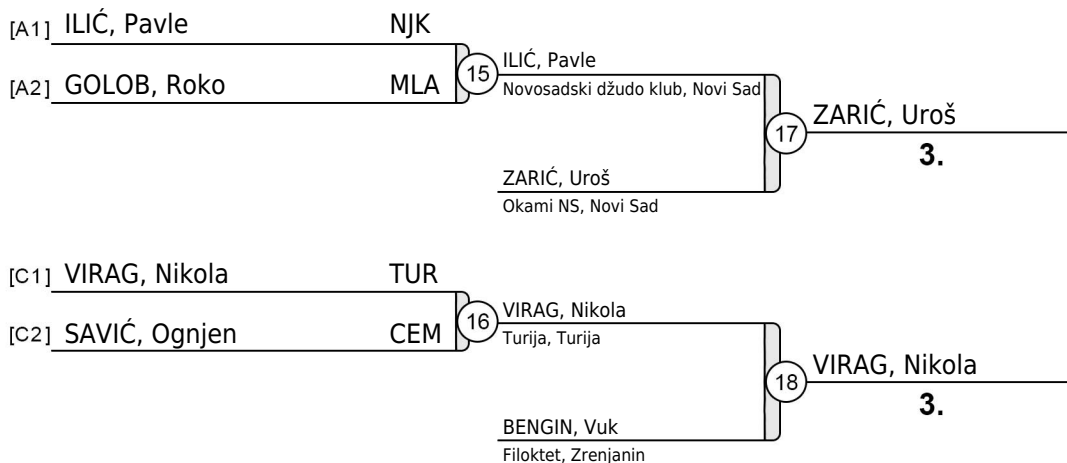 [A1] ILIĆ, Pavle NJK
[A2] GOLOB, Roko MLA
15
ILIĆ, Pavle
Novosadski džudo klub, Novi Sad
17
ZARIĆ, Uroš
3.
ZARIĆ, Uroš
Okami NS, Novi Sad
[C1] VIRAG, Nikola TUR
[C2] SAVIĆ, Ognjen CEM
16
VIRAG, Nikola
Turija, Turija
18
VIRAG, Nikola
3.
BENGIN, Vuk
Filoktet, Zrenjanin